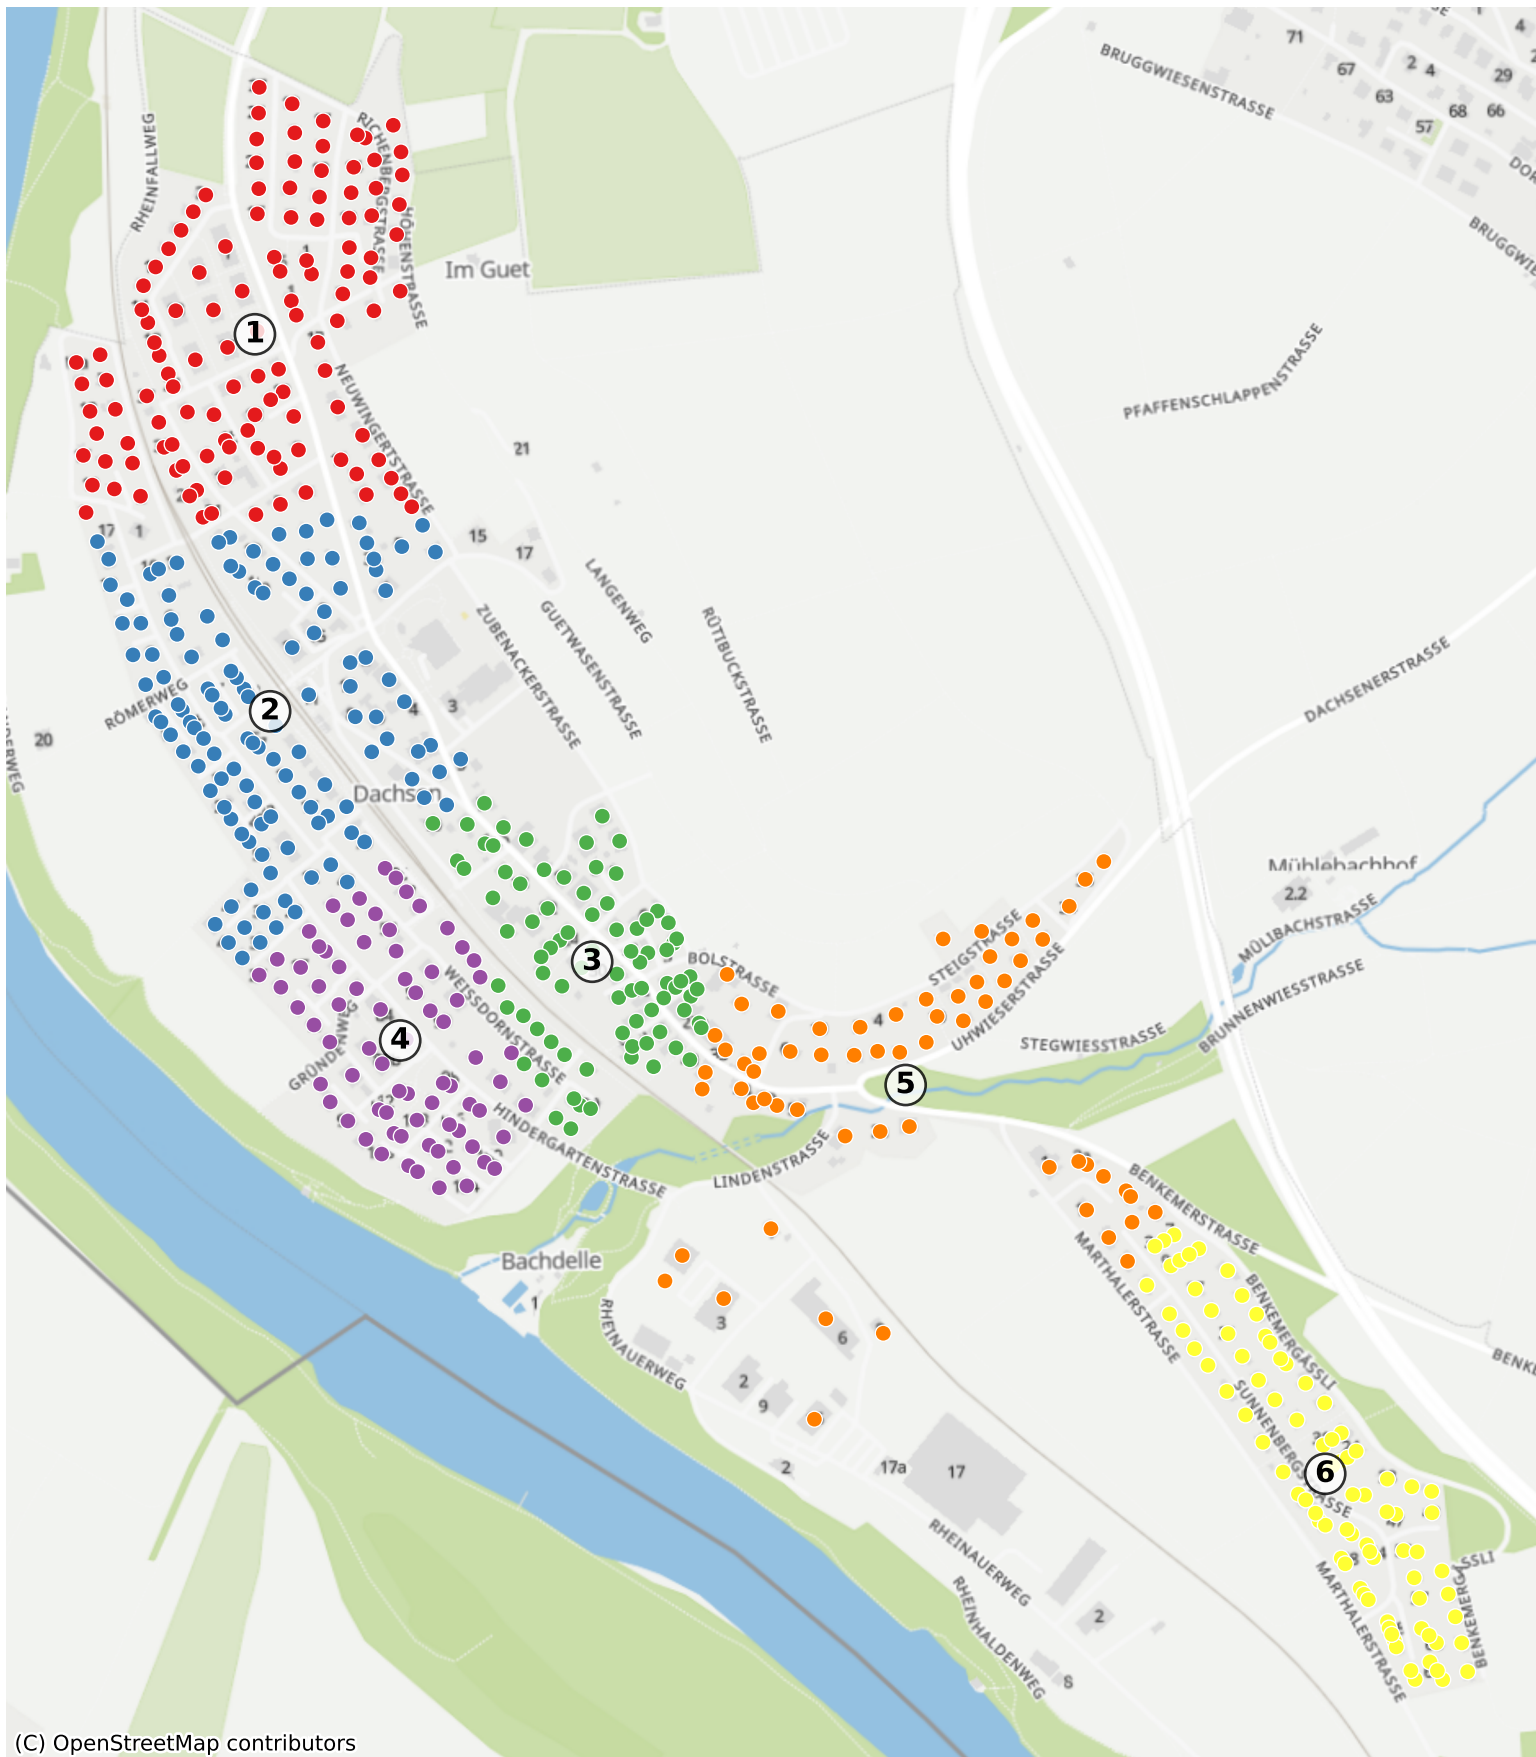 71
67
63
2 4
4
29
68
66
57
BRUGGWIESENSTRASSE
RHEINFALLWEG
RICHENBERGSTRASSE
HÖHENSTRASSE
Im Guet
1
NEUWINGERTSTRASSE
PFAFFENSCHLAPPENSTRASSE
21
15
17
17
1
LANGENWEG
GUETWASENSTRASSE
ZUBENACKERSTRASSE
RÜTIBUCKSTRASSE
DACHSENERSTRASSE
RÖMERWEG
2
4
3
20
Dachsen
Mühlebachhof
2.2
MÜLIBACHSTRASSE
BRUNNENWIESSTRASSE
STEIGSTRASSE
UHWIESERSTRASSE
STEGWIESSTRASSE
BOLSTRASSE
3
4
WEISSDORNSTRASSE
4
GRÜNDENWEG
5
HINDERGARTENSTRASSE
LINDENSTRASSE
BENKEMERSTRASSE
MARTHALERSTRASSE
BENKEMERGÄSSLI
Bachdelle
1
RHEINAUERWEG
3
6
2
9
2
17a
17
SUNNENBERGSTRASSE
6
RHEINAUERWEG
RHEINHALDENWEG
2
8
MARTHALERSTRASSE
BENKEMERGÄSSLI
(C) OpenStreetMap contributors